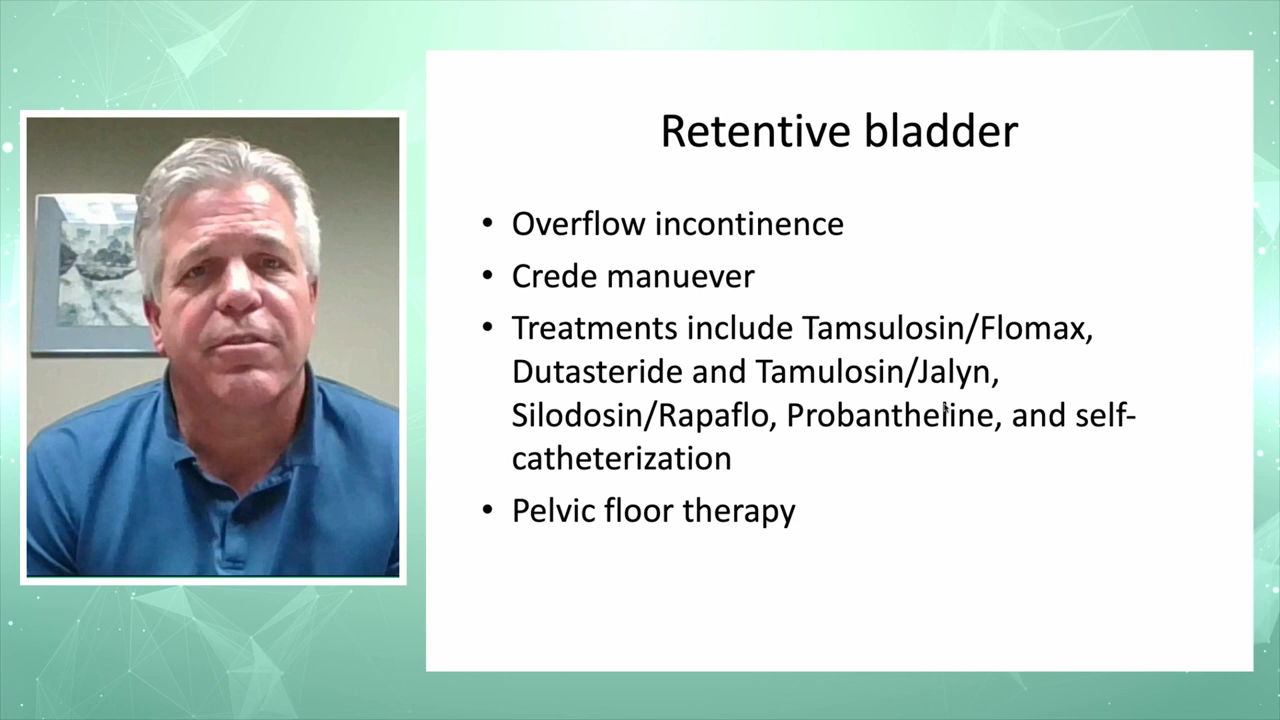 Retentive bladder
• Overflow incontinence
• Crede manuever
• Treatments include Tamsulosin/Flomax,
Dutasteride and Tamulosin/Jalyn,
Silodosin/Rapaflo, Probantheline, and self-
catheterization
• Pelvic floor therapy